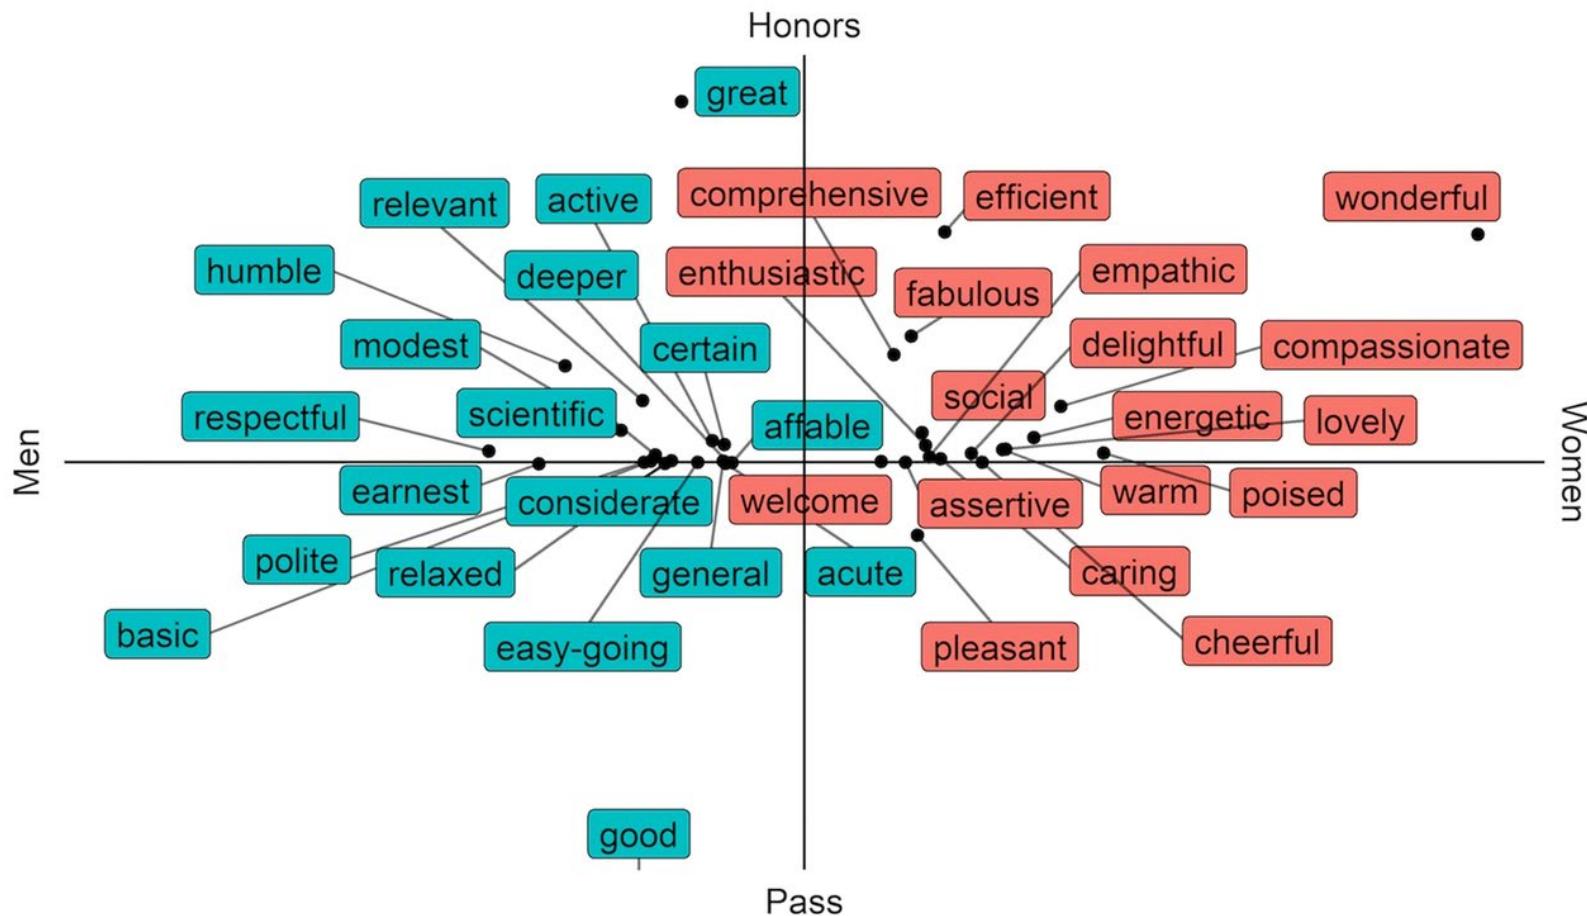 Honors
great
relevant
active
comprehensive
efficient
wonderful
humble
deeper
enthusiastic
fabulous
empathic
modest
certain
delightful
compassionate
respectful
scientific
affable
social
energetic
lovely
Men
Women
earnest
considerate
welcome
assertive
warm
poised
polite
relaxed
general
acute
caring
basic
easy-going
pleasant
cheerful
good
Pass